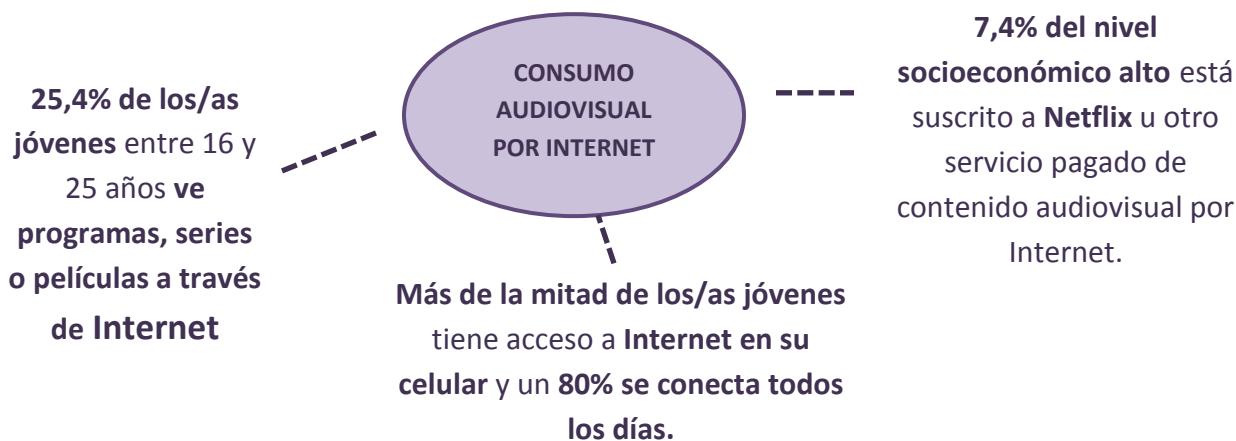 CONSUMO
AUDIOVISUAL
POR INTERNET
25,4% de los/as
jóvenes entre 16 y
25 años ve
programas, series
o películas a través
de Internet
Más de la mitad de los/as jóvenes
tiene acceso a Internet en su
celular y un 80% se conecta todos
los días.
7,4% del nivel
socioeconómico alto está
suscrito a Netflix u otro
servicio pagado de
contenido audiovisual por
Internet.